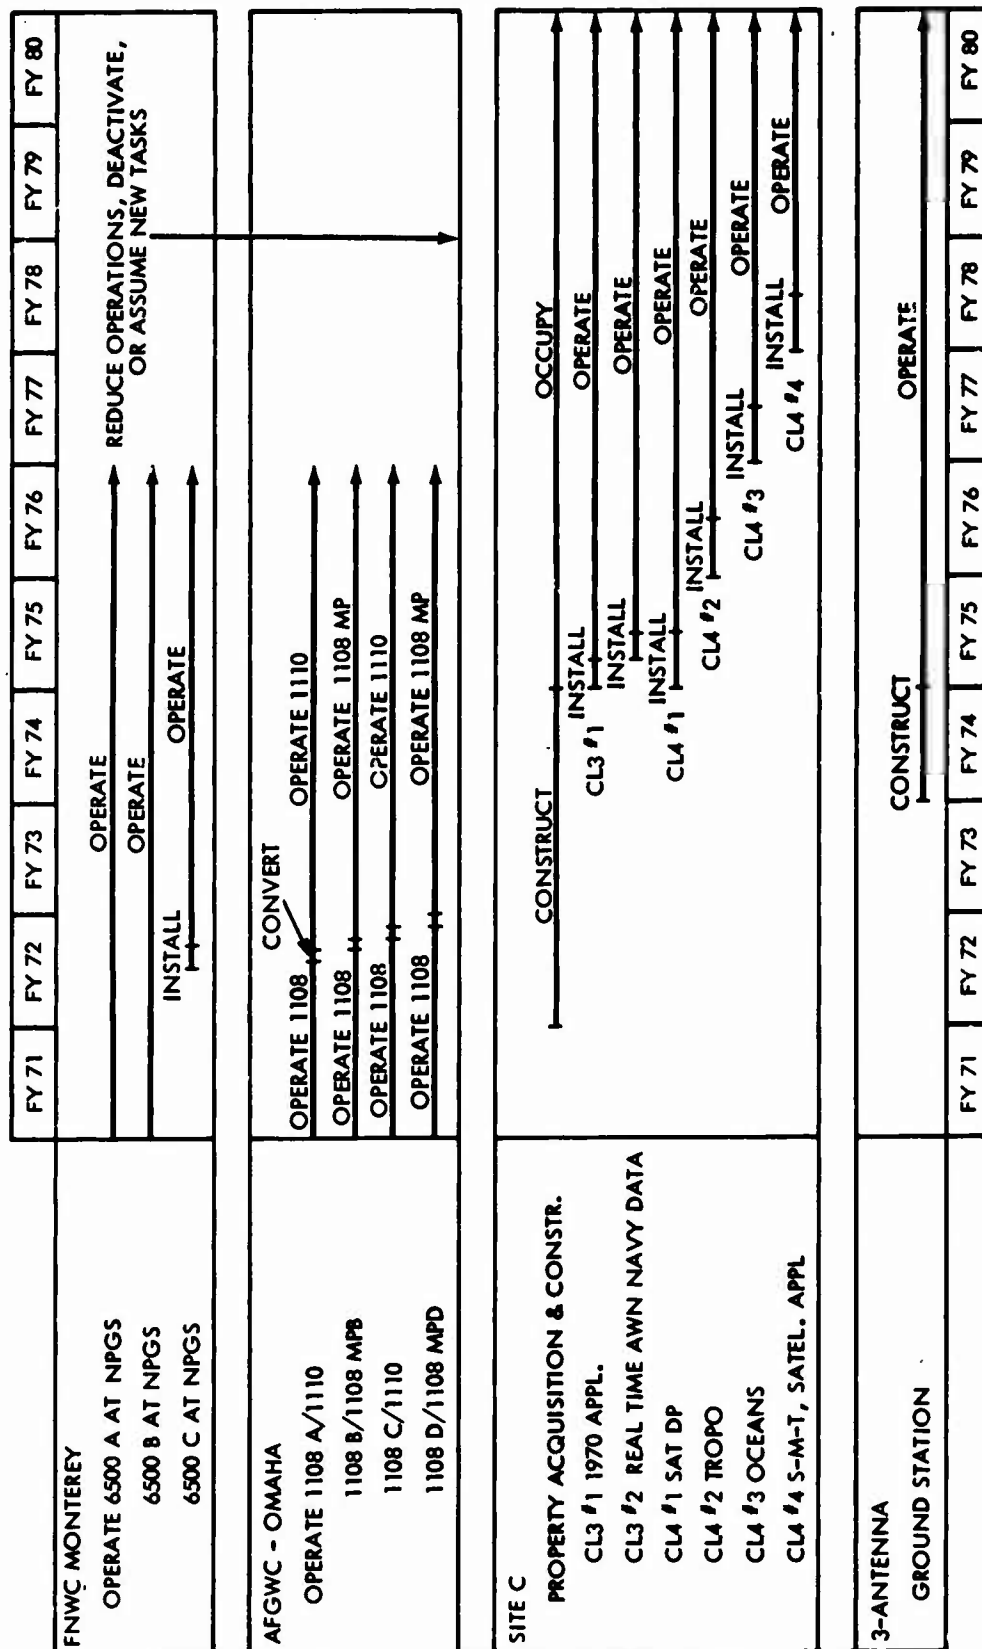 FY 71 FY 72 FY 73 FY 74 FY 75 FY 76 FY 77 FY 78 FY 79 FY 80
FNWC MONTEREY
OPERATE 6500 A AT NPGS
OPERATE
REDUCE OPERATIONS, DEACTIVATE,
OR ASSUME NEW TASKS
6500 B AT NPGS
OPERATE
6500 C AT NPGS
INSTALL OPERATE
AFGWC - OMAHA
CONVERT
OPERATE 1108 A/1110
OPERATE 1108 OPERATE 1110
1108 B/1108 MPB
OPERATE 1108 OPERATE 1108 MP
1108 C/1110
OPERATE 1108 OPERATE 1110
1108 D/1108 MPD
OPERATE 1108 OPERATE 1108 MP
SITE C
PROPERTY ACQUISITION & CONSTR.
CONSTRUCT OCCUPY
CL3 #1 1970 APPL.
INSTALL OPERATE
CL3 #1
CL3 #2 REAL TIME AWN NAVY DATA
INSTALL OPERATE
CL4 #1 SAT DP
INSTALL OPERATE
CL4 #1
CL4 #2 TROPO
INSTALL OPERATE
CL4 #2
CL4 #3 OCEANS
INSTALL OPERATE
CL4 #3
CL4 #4 S-M-T, SATEL. APPL
INSTALL OPERATE
CL4 #4
3-ANTENNA
GROUND STATION
CONSTRUCT OPERATE
FY 71 FY 72 FY 73 FY 74 FY 75 FY 76 FY 77 FY 78 FY 79 FY 80